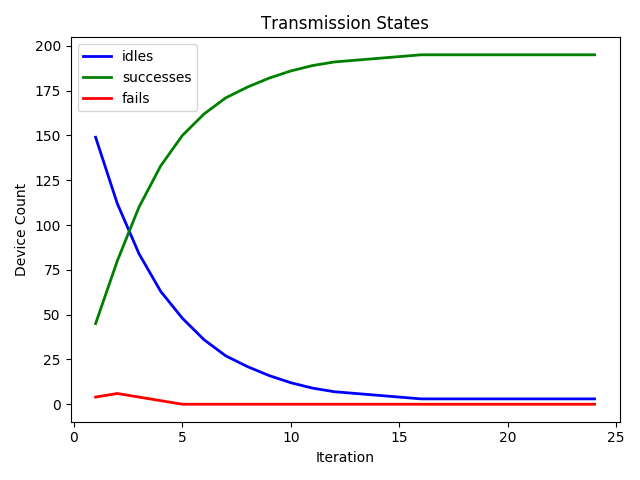 Transmission States
idles
successes
fails
200
175
150
125
100
75
50
25
0
Device Count
0 5 10 15 20 25
Iteration